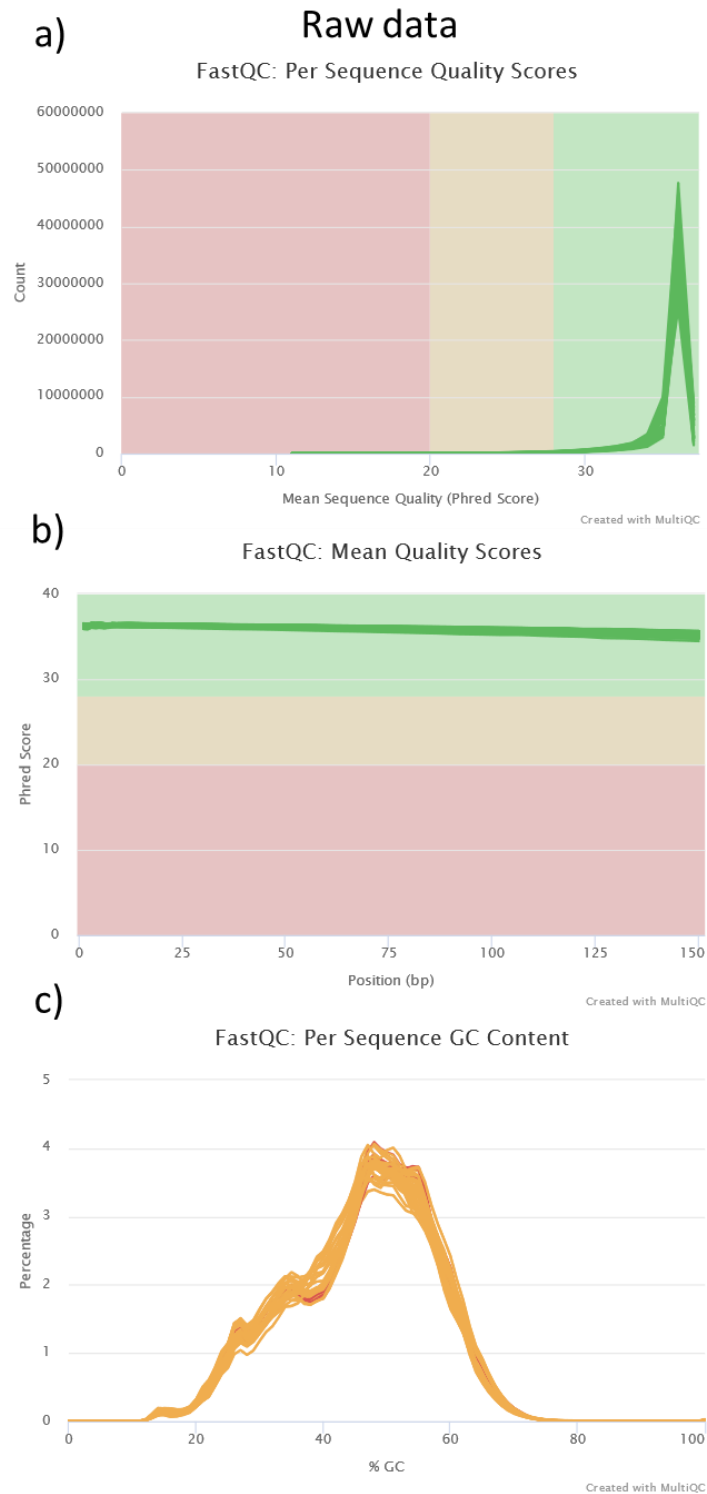 Raw data
a)
FastQC: Per Sequence Quality Scores
60000000
50000000
40000000
30000000
20000000
10000000
0
Count
0 10 20 30
Mean Sequence Quality (Phred Score)
Created with MultiQC
b)
FastQC: Mean Quality Scores
40
30
20
10
0
Phred Score
0 25 50 75 100 125 150
Position (bp)
Created with MultiQC
c)
FastQC: Per Sequence GC Content
5
4
3
2
1
0
Percentage
0 20 40 60 80 100
% GC
Created with MultiQC